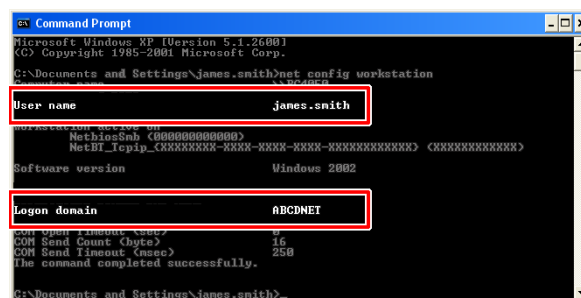 Command Prompt
Microsoft Windows XP [Version 5.1.2600]
(C) Copyright 1985-2001 Microsoft Corp.
C:\Documents and Settings\james.smith>net config workstation
Computer name \\PC4050
User name james.smith
Workstation active on
NetbiosSmb (000000000000)
NetBT_Tcpip_(XXXXXXXX-XXXX-XXXX-XXXX-XXXXXXXXXXXX) (XXXXXXXXXXXX)
Software version Windows 2002
Logon domain ABCDNET
COM Open Timeout (sec) 0
COM Send Count (byte) 16
COM Send Timeout (msec) 250
The command completed successfully.
C:\Documents and Settings\james.smith>_